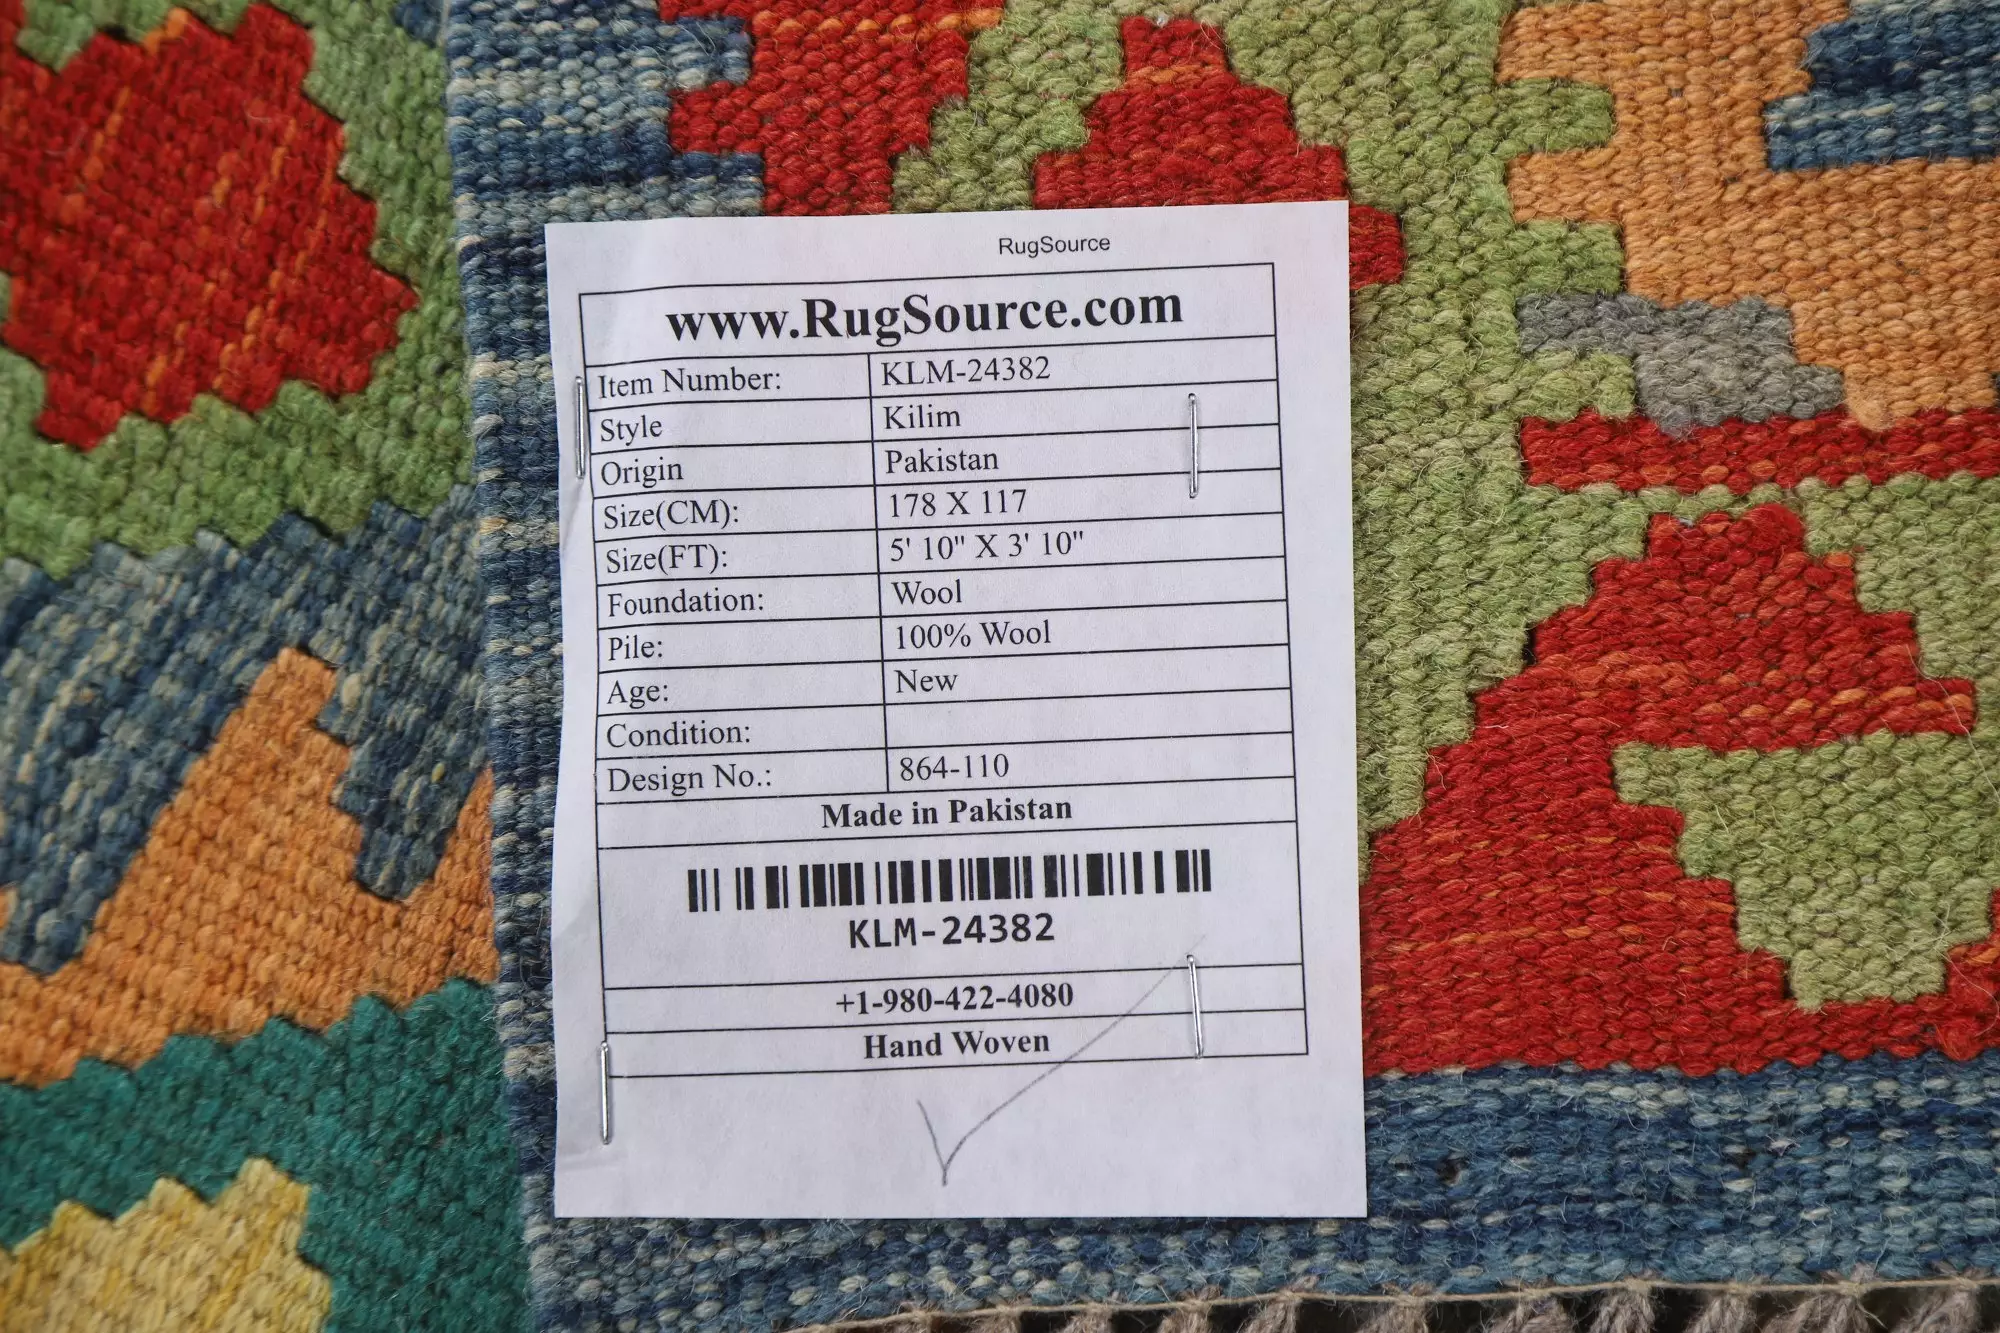 RugSource
www.RugSource.com
Item Number: KLM-24382
Style Kilim
Origin Pakistan
Size(CM): 178 X 117
Size(FT): 5' 10" X 3' 10"
Foundation: Wool
Pile: 100% Wool
Age: New
Condition:
Design No.: 864-110
Made in Pakistan
KLM-24382
+1-980-422-4080
Hand Woven